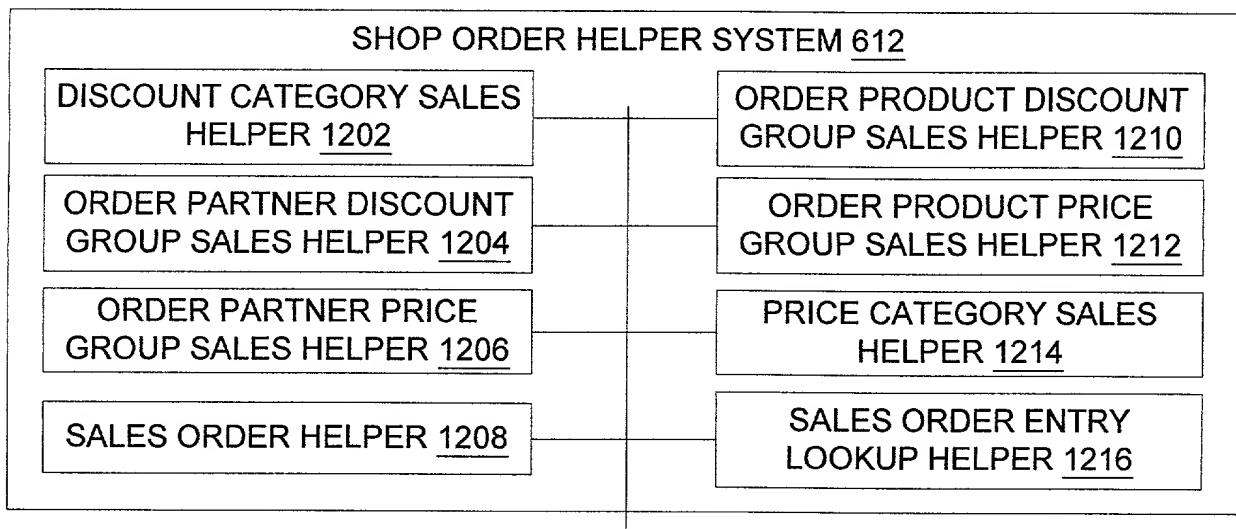 SHOP ORDER HELPER SYSTEM 612
DISCOUNT CATEGORY SALES
HELPER 1202
ORDER PARTNER DISCOUNT
GROUP SALES HELPER 1204
ORDER PARTNER PRICE
GROUP SALES HELPER 1206
SALES ORDER HELPER 1208
ORDER PRODUCT DISCOUNT
GROUP SALES HELPER 1210
ORDER PRODUCT PRICE
GROUP SALES HELPER 1212
PRICE CATEGORY SALES
HELPER 1214
SALES ORDER ENTRY
LOOKUP HELPER 1216